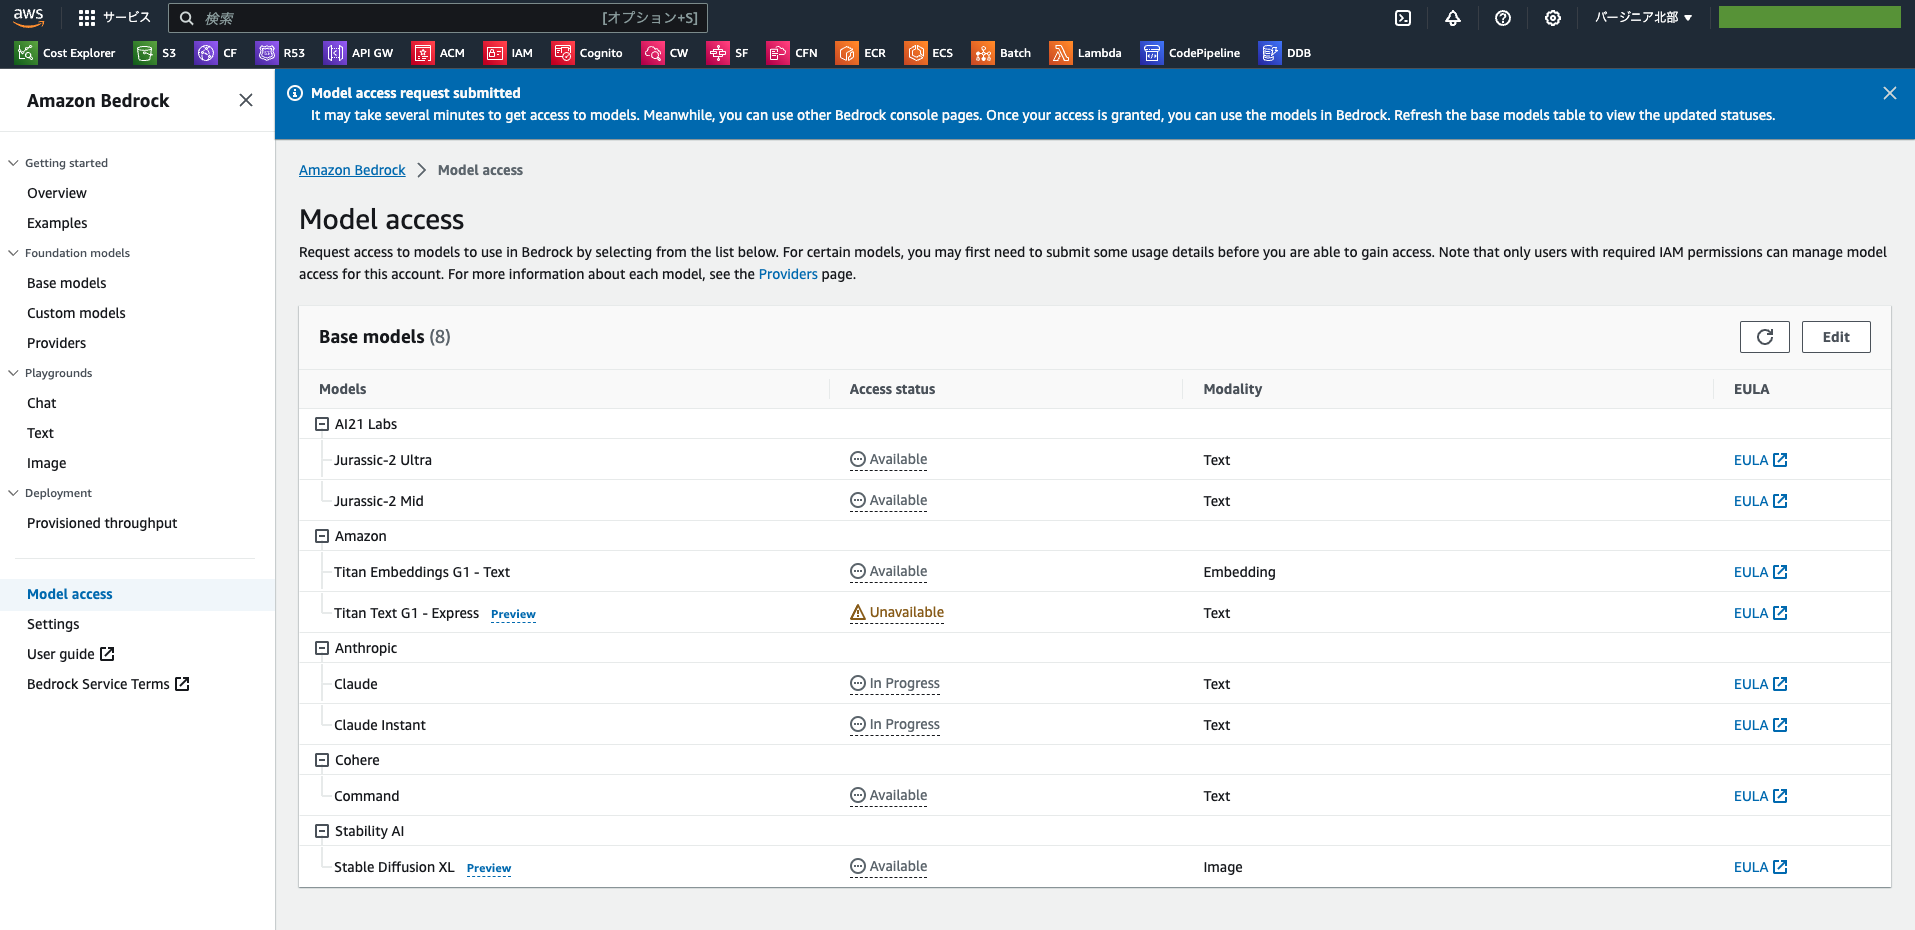 aws
サービス
検索
[オプション+S]
バージニア北部 ▼
Cost Explorer
S3
CF
R53
API GW
ACM
IAM
Cognito
CW
SF
CFN
ECR
ECS
Batch
Lambda
CodePipeline
DDB
Amazon Bedrock
Getting started
Overview
Examples
Foundation models
Base models
Custom models
Providers
Playgrounds
Chat
Text
Image
Deployment
Provisioned throughput
Model access
Settings
User guide
Bedrock Service Terms
Model access request submitted
It may take several minutes to get access to models. Meanwhile, you can use other Bedrock console pages. Once your access is granted, you can use the models in Bedrock. Refresh the base models table to view the updated statuses.
Amazon Bedrock > Model access
Model access
Request access to models to use in Bedrock by selecting from the list below. For certain models, you may first need to submit some usage details before you are able to gain access. Note that only users with required IAM permissions can manage model
access for this account. For more information about each model, see the Providers page.
Base models (8)
Edit
Models Access status Modality EULA
AI21 Labs
Jurassic-2 Ultra Available Text EULA
Jurassic-2 Mid Available Text EULA
Amazon
Titan Embeddings G1 - Text Available Embedding EULA
Titan Text G1 - Express Preview Unavailable Text EULA
Anthropic
Claude In Progress Text EULA
Claude Instant In Progress Text EULA
Cohere
Command Available Text EULA
Stability AI
Stable Diffusion XL Preview Available Image EULA